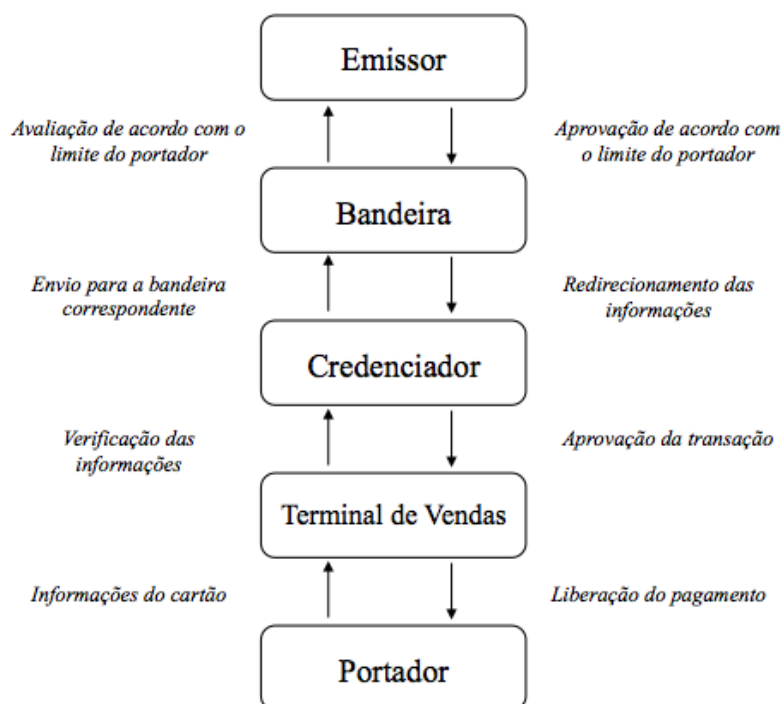 Emissor
Avaliação de acordo com o
limite do portador
Aprovação de acordo com
o limite do portador
Bandeira
Envio para a bandeira
correspondente
Redirecionamento das
informações
Credenciador
Verificação das
informações
Aprovação da transação
Terminal de Vendas
Informações do cartão
Liberação do pagamento
Portador